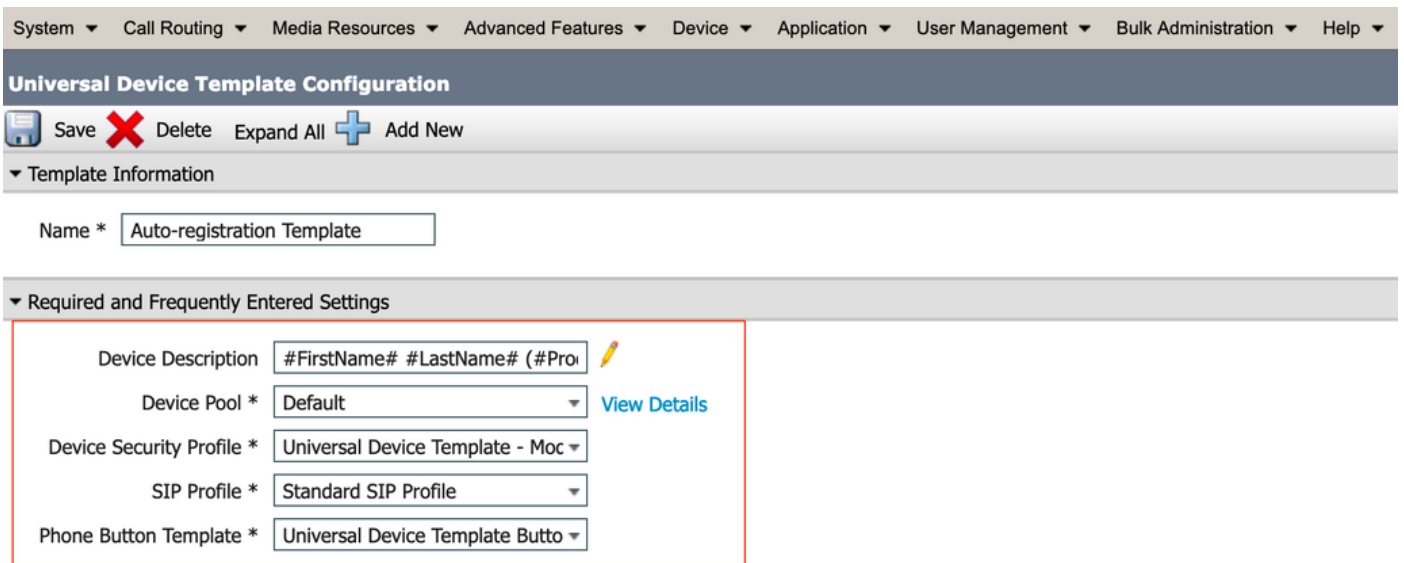 System Call Routing Media Resources Advanced Features Device Application User Management Bulk Administration Help
Universal Device Template Configuration
Save Delete Expand All Add New
Template Information
Name * Auto-registration Template
Required and Frequently Entered Settings
Device Description #FirstName# #LastName# (#Pro
Device Pool * Default View Details
Device Security Profile * Universal Device Template - Moc
SIP Profile * Standard SIP Profile
Phone Button Template * Universal Device Template Butto